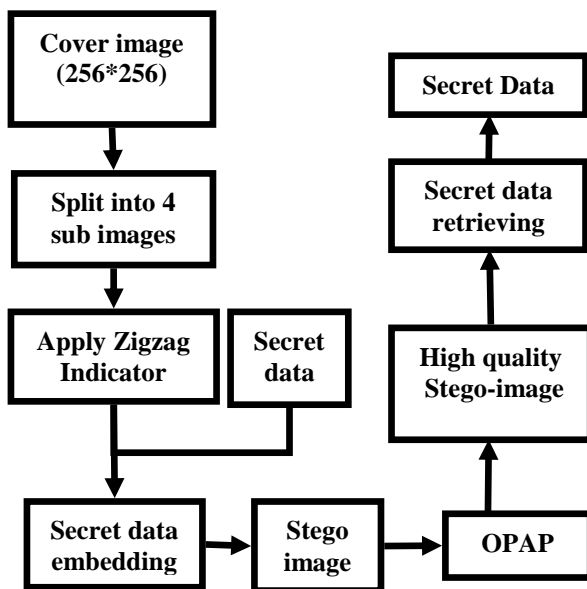 Cover image
(256*256)
Split into 4
sub images
Apply Zigzag
Indicator
Secret
data
Secret data
embedding
Stego
image
OPAP
High quality
Stego-image
Secret data
retrieving
Secret Data